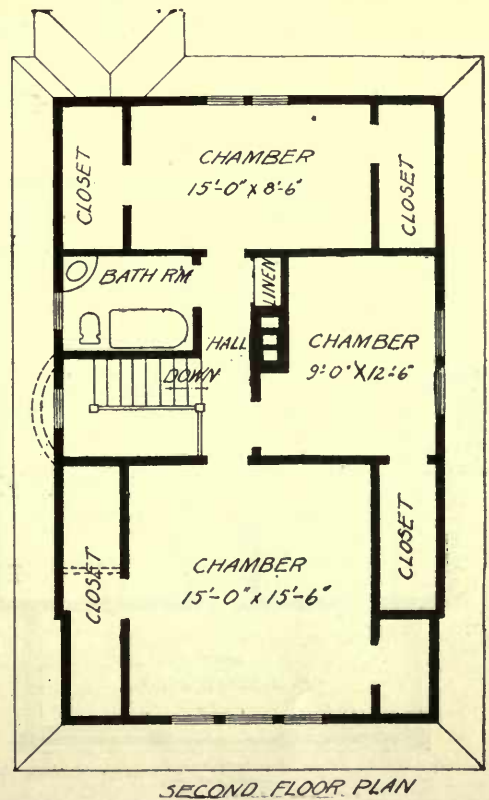 CLOSET
CHAMBER
15'-0" X 8'-6"
CLOSET
BATH RM
LINEN
HALL
CHAMBER
9'-0" X 12'-6"
DOWN
CLOSET
CHAMBER
15'-0" X 15'-6"
CLOSET
SECOND FLOOR PLAN